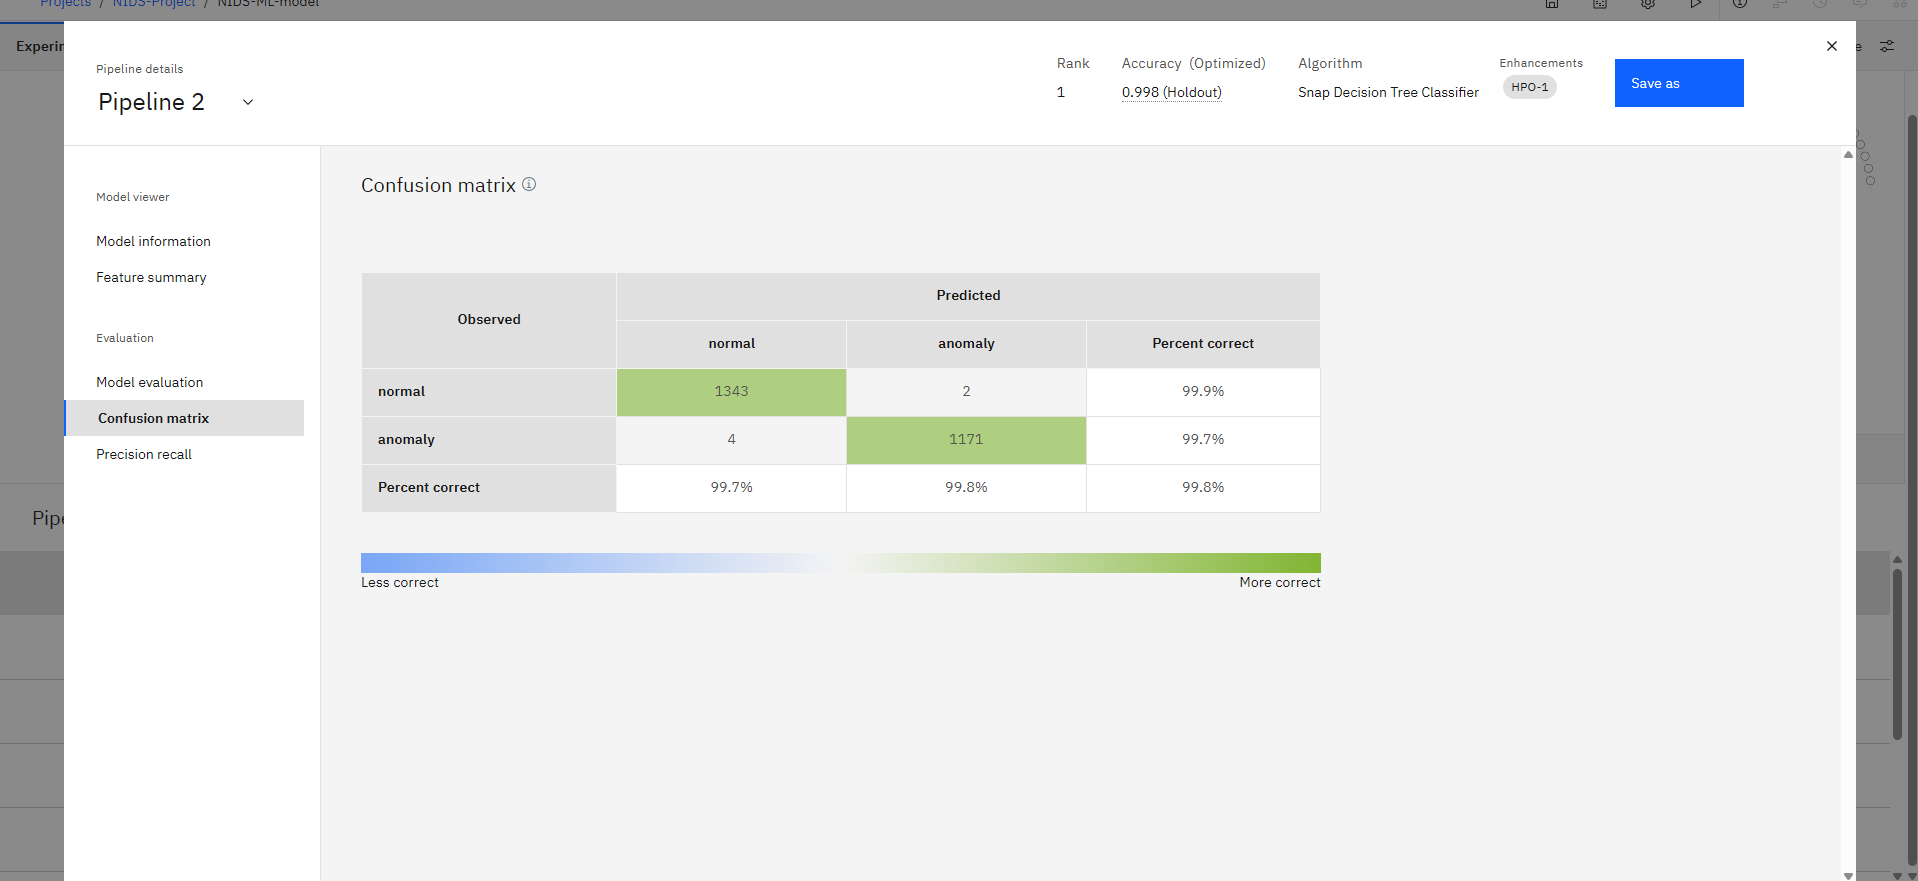 Projects / NIDS-Project / NIDS-ML-model
Pipeline details
Pipeline 2
Rank
1
Accuracy (Optimized)
0.998 (Holdout)
Algorithm
Snap Decision Tree Classifier
Enhancements
HPO-1
Save as
Model viewer
Model information
Feature summary
Evaluation
Model evaluation
Confusion matrix
Precision recall
Confusion matrix
Observed Predicted
normal anomaly Percent correct
normal 1343 2 99.9%
anomaly 4 1171 99.7%
Percent correct 99.7% 99.8% 99.8%
Less correct More correct